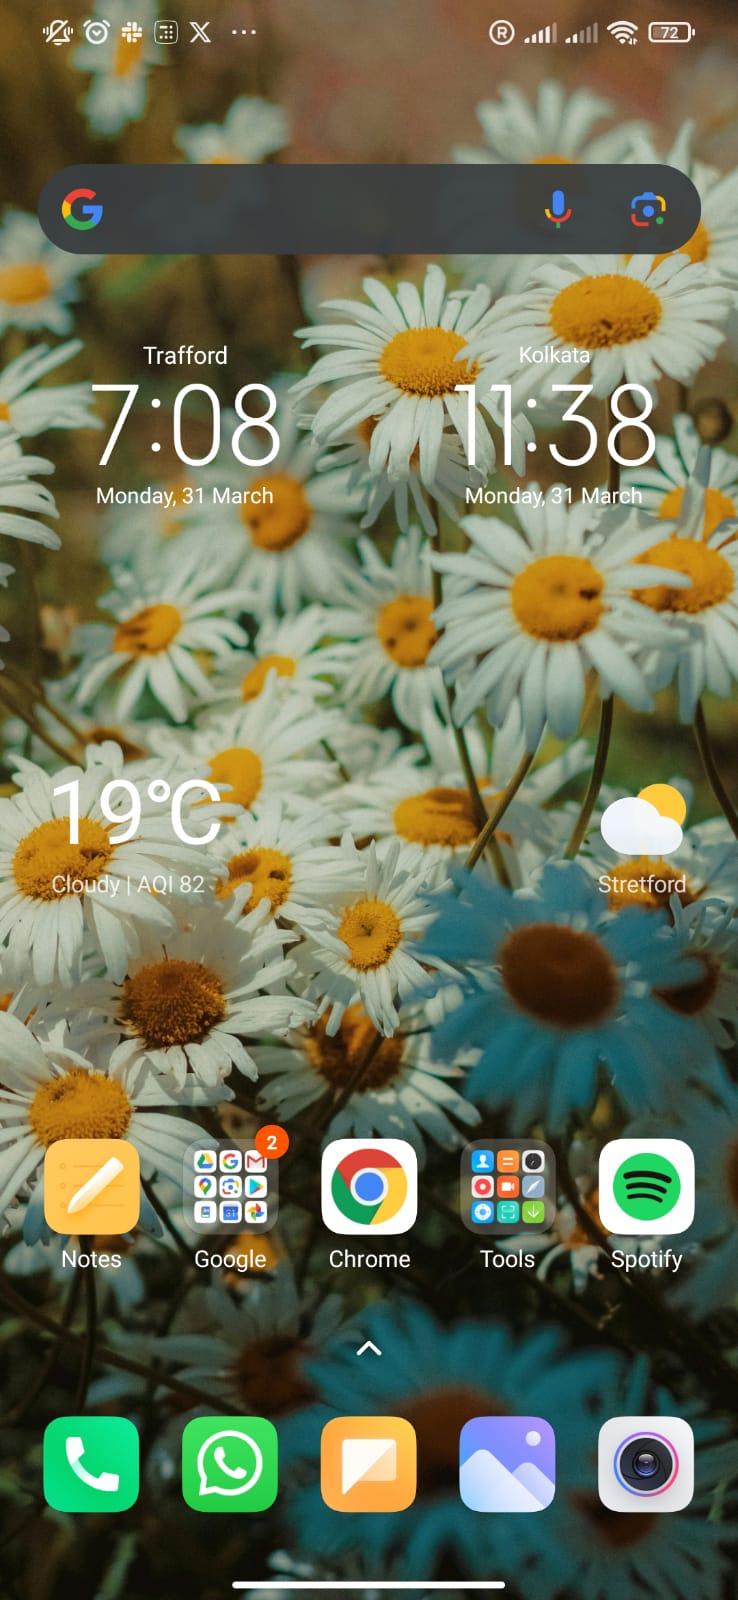 R
72
Trafford
7:08
Monday, 31 March
Kolkata
11:38
Monday, 31 March
19°C
Cloudy | AQI 82
Stretford
2
Notes
Google
Chrome
Tools
Spotify